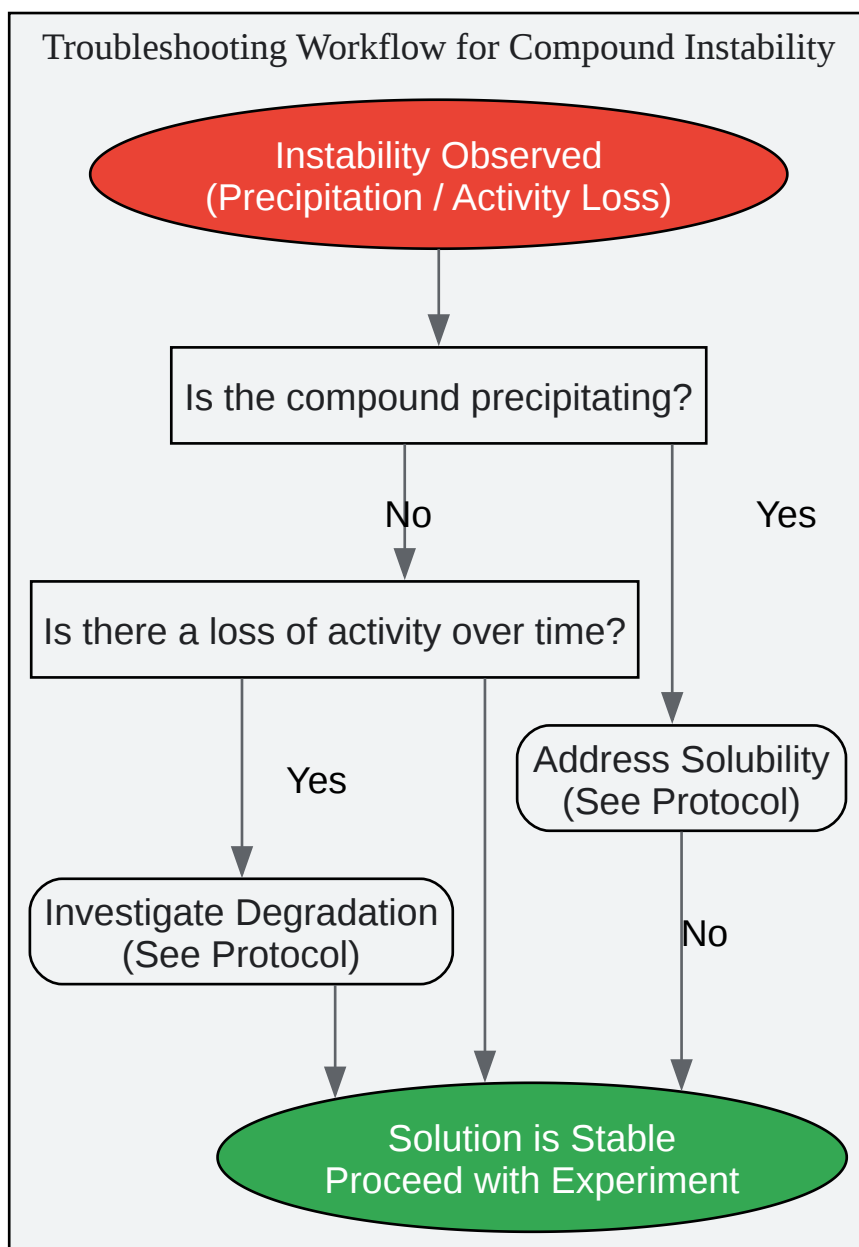 Troubleshooting Workflow for Compound Instability
Instability Observed
(Precipitation / Activity Loss)
Is the compound precipitating?
No
Yes
Is there a loss of activity over time?
Address Solubility
(See Protocol)
Yes
Investigate Degradation
(See Protocol)
No
Solution is Stable
Proceed with Experiment